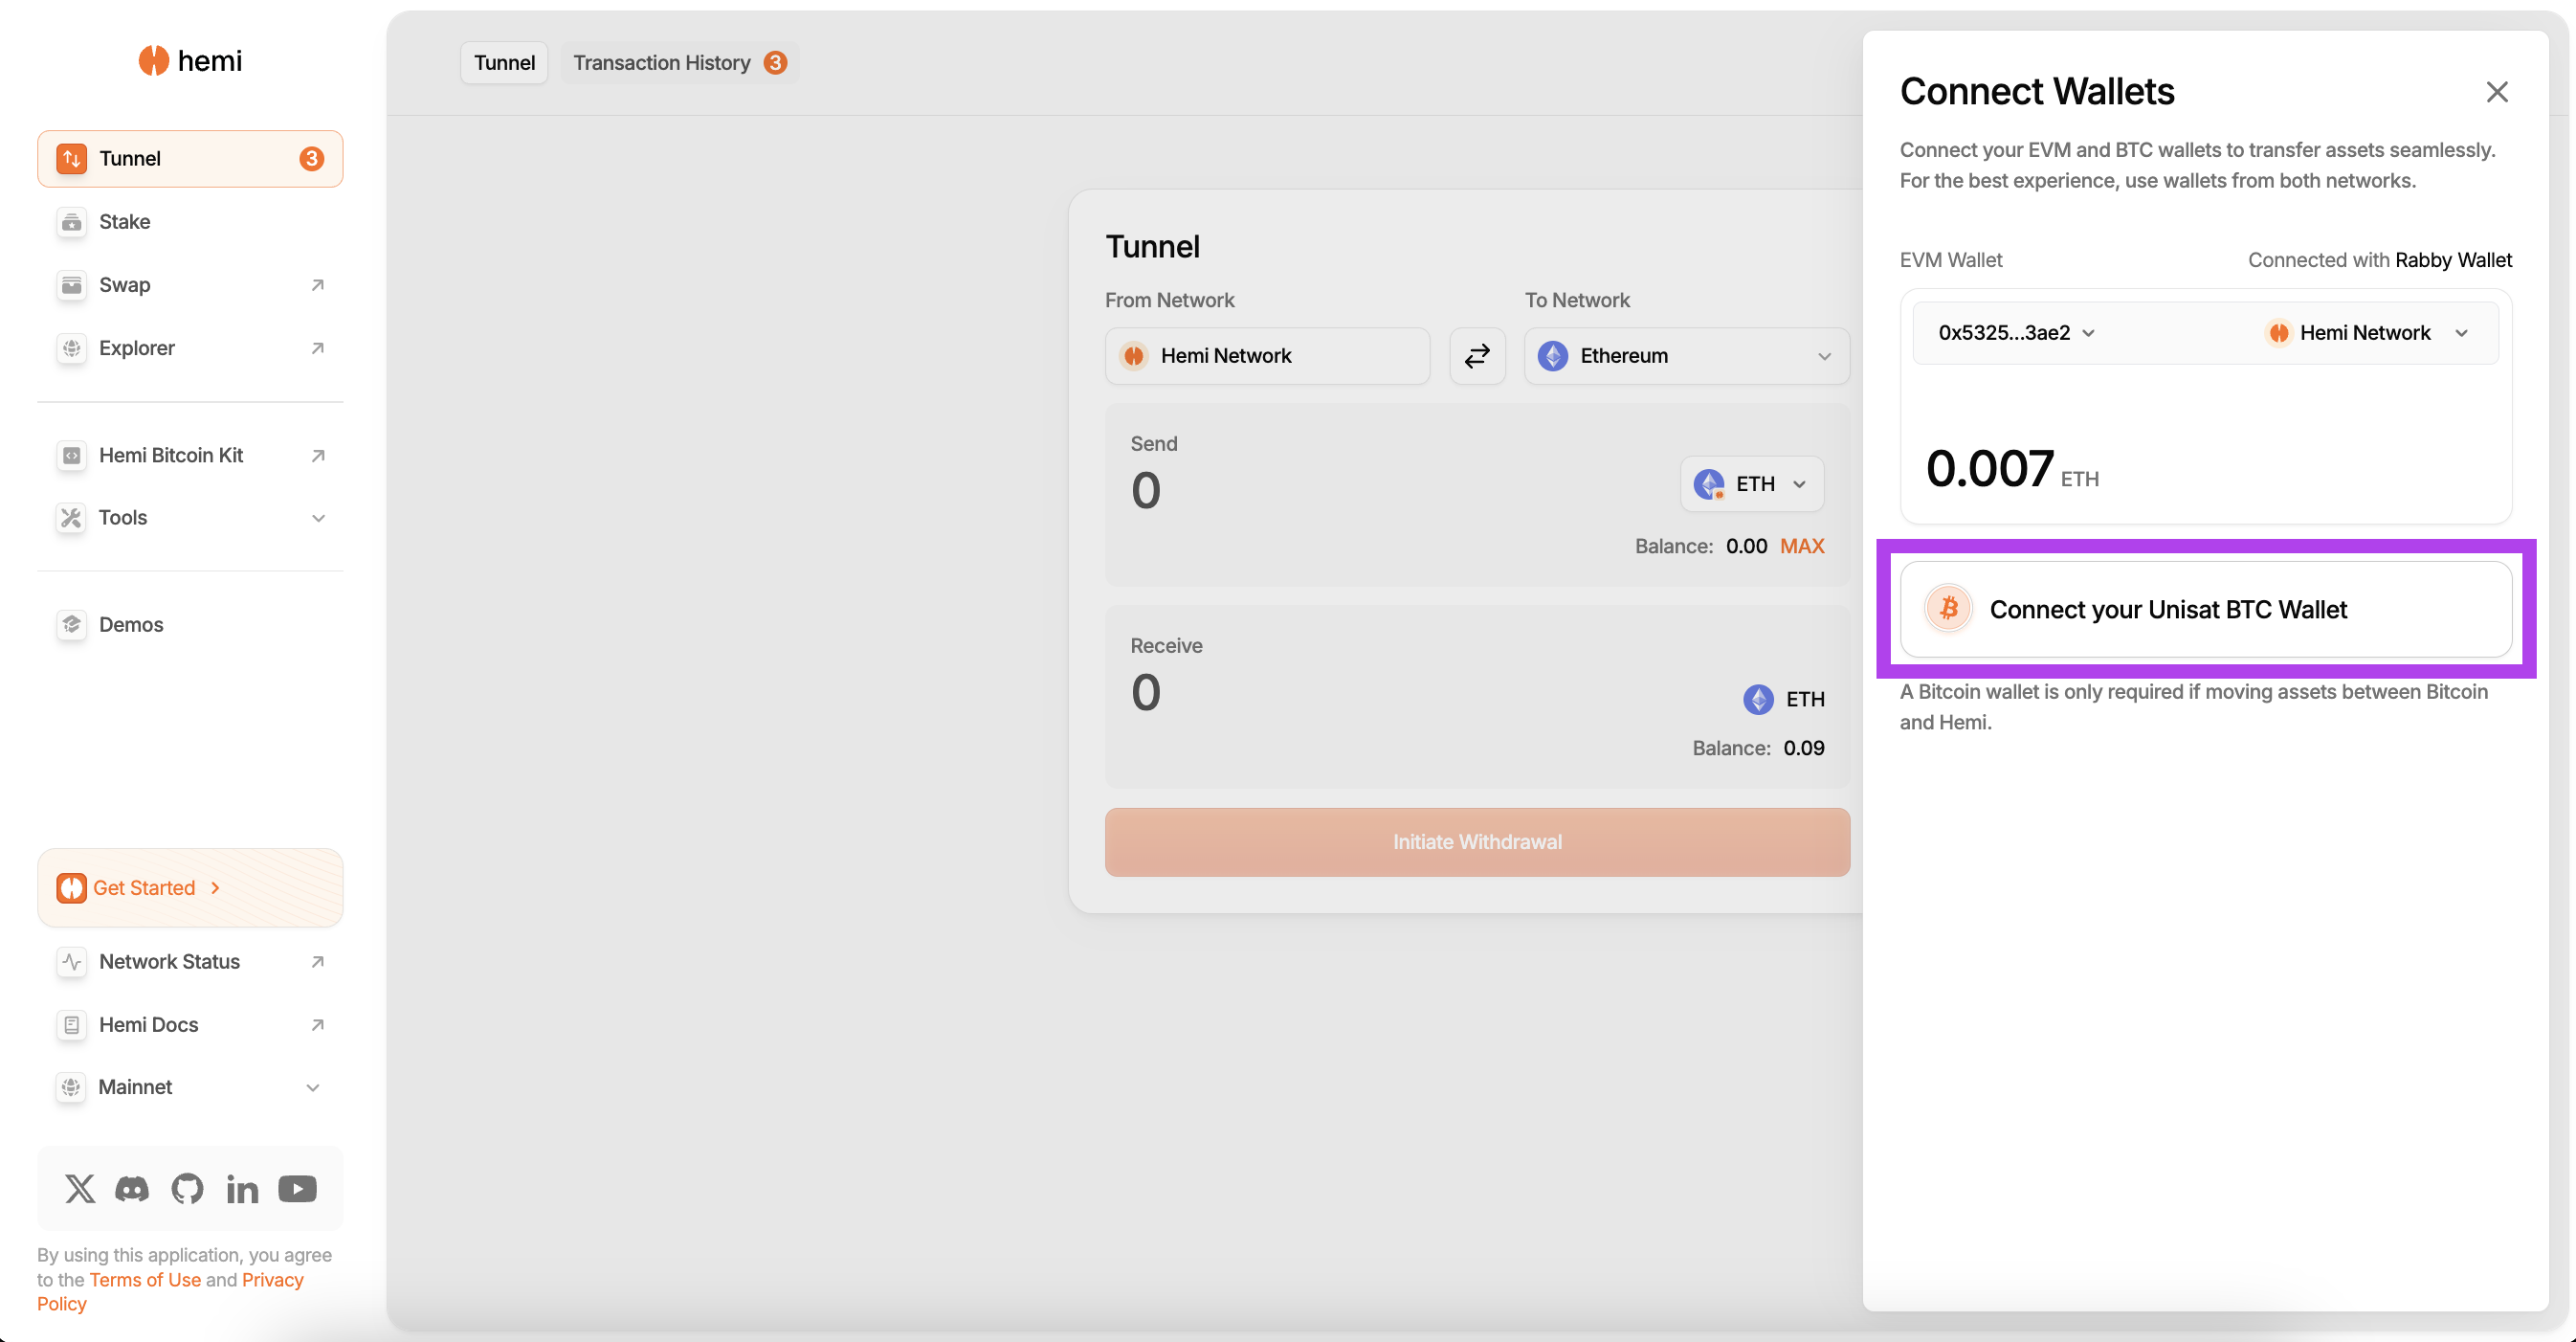 hemi
Tunnel
3
Stake
Swap
Explorer
Hemi Bitcoin Kit
Tools
Demos
Get Started
Network Status
Hemi Docs
Mainnet
By using this application, you agree
to the Terms of Use and Privacy
Policy
Tunnel
Transaction History 3
Tunnel
From Network
To Network
Hemi Network
Ethereum
Send
0
ETH
Balance: 0.00 MAX
Receive
0
ETH
Balance: 0.09
Initiate Withdrawal
Connect Wallets
Connect your EVM and BTC wallets to transfer assets seamlessly.
For the best experience, use wallets from both networks.
EVM Wallet
Connected with Rabby Wallet
0x5325...3ae2
Hemi Network
0.007 ETH
Connect your Unisat BTC Wallet
A Bitcoin wallet is only required if moving assets between Bitcoin
and Hemi.